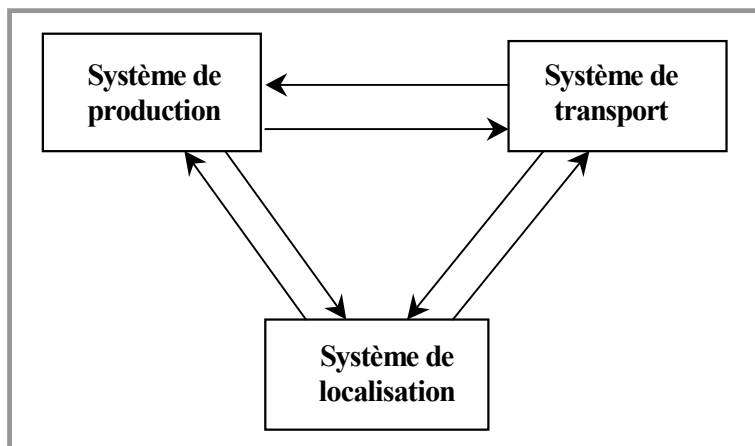 Système de
production
Système de
transport
Système de
localisation